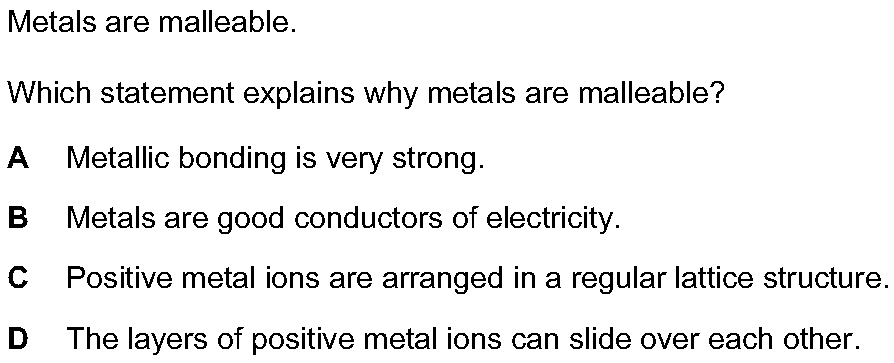 Metals are malleable.
Which statement explains why metals are malleable?
A Metallic bonding is very strong.
B Metals are good conductors of electricity.
C Positive metal ions are arranged in a regular lattice structure.
D The layers of positive metal ions can slide over each other.